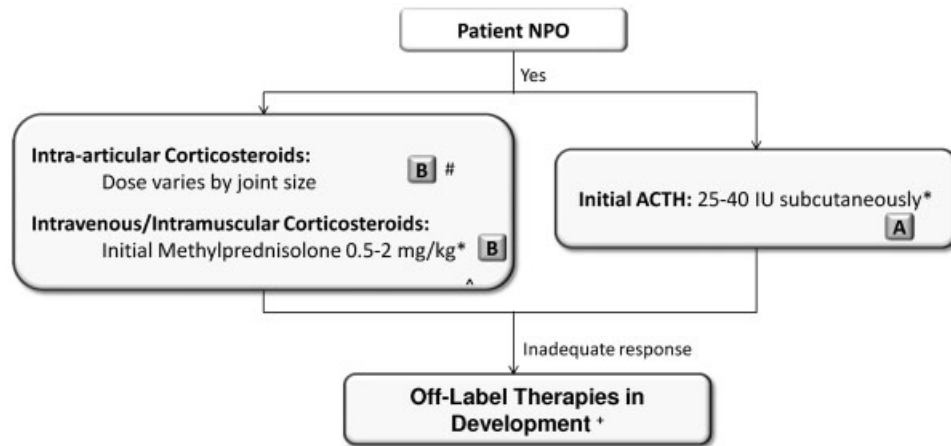 Patient NPO
Yes
Intra-articular Corticosteroids:
Dose varies by joint size
B #
Intravenous/Intramuscular Corticosteroids:
Initial Methylprednisolone 0.5-2 mg/kg* B
^
Initial ACTH: 25-40 IU subcutaneously*
A
Inadequate response
Off-Label Therapies in
Development +